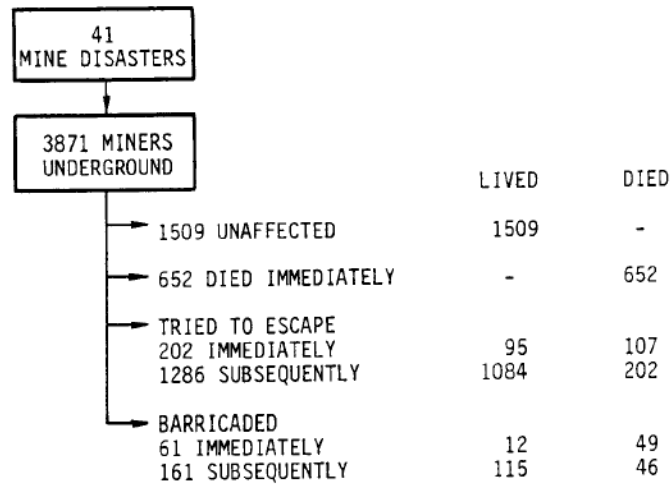 41
MINE DISASTERS
3871 MINERS
UNDERGROUND
LIVED DIED
1509 UNAFFECTED 1509 -
652 DIED IMMEDIATELY - 652
TRIED TO ESCAPE
202 IMMEDIATELY 95 107
1286 SUBSEQUENTLY 1084 202
BARRICADED
61 IMMEDIATELY 12 49
161 SUBSEQUENTLY 115 46